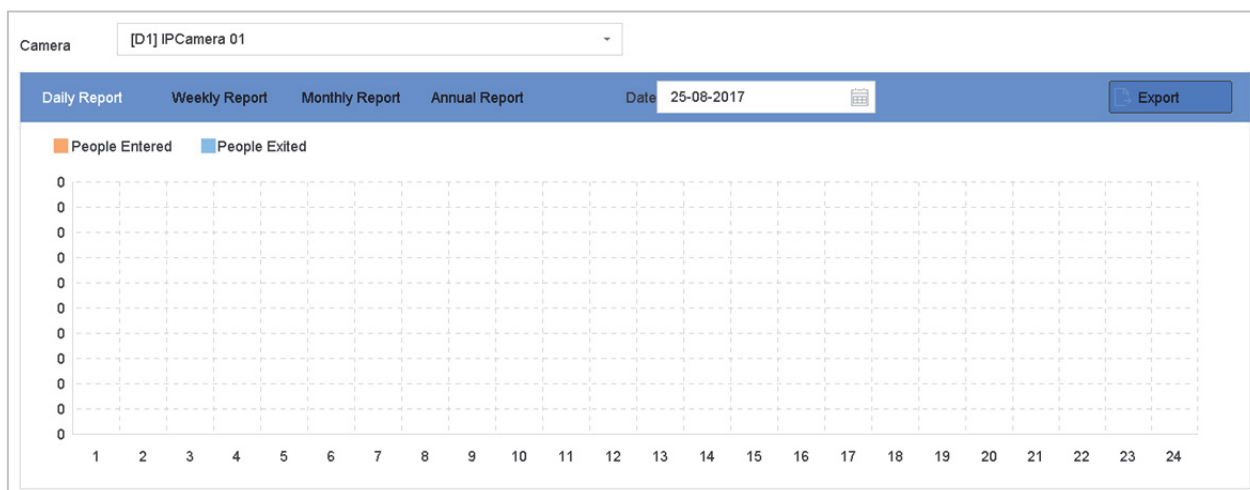 Camera [D1] IPCamera 01
Daily Report Weekly Report Monthly Report Annual Report Date 25-08-2017 Export
People Entered People Exited
0
0
0
0
0
0
0
0
0
0
0
1 2 3 4 5 6 7 8 9 10 11 12 13 14 15 16 17 18 19 20 21 22 23 24